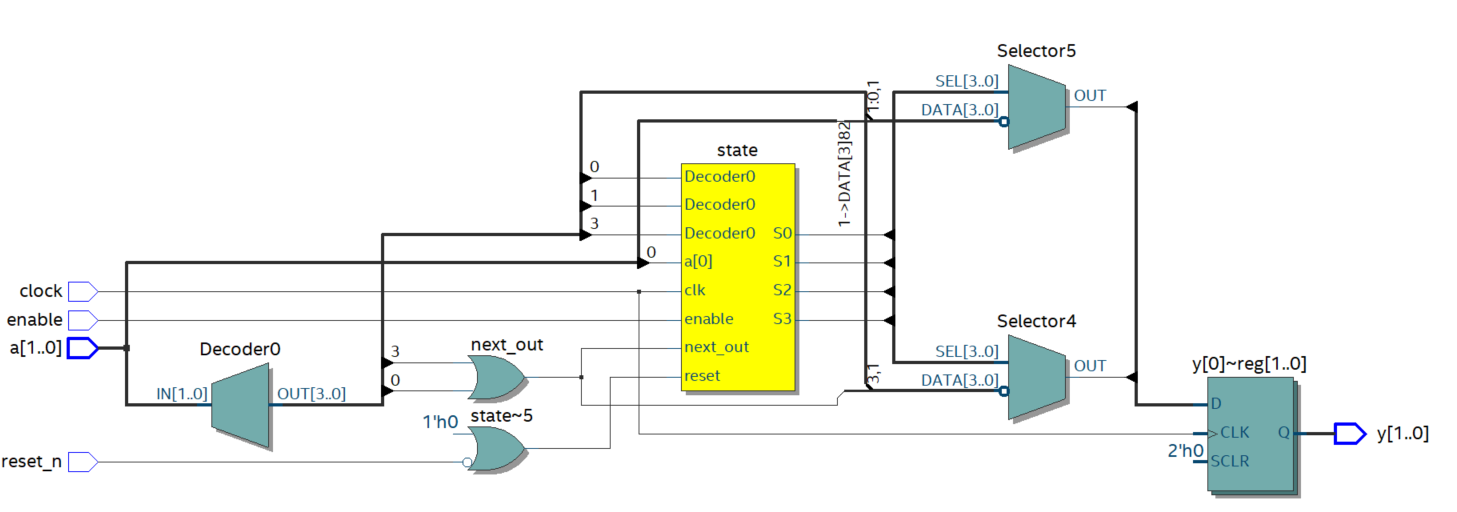 Selector5
SEL[3..0]
DATA[3..0]
OUT
1:0,1
1->DATA[3]82
state
0
Decoder0
1
Decoder0
3
Decoder0
S0
0
a[0]
S1
clock
clk
S2
enable
enable
S3
a[1..0]
next_out
reset
Decoder0
IN[1..0]
OUT[3..0]
next_out
3
0
state~5
1'h0
reset_n
Selector4
SEL[3..0]
DATA[3..0]
OUT
3,1
y[0]~reg[1..0]
D
CLK
Q
2'h0
SCLR
y[1..0]